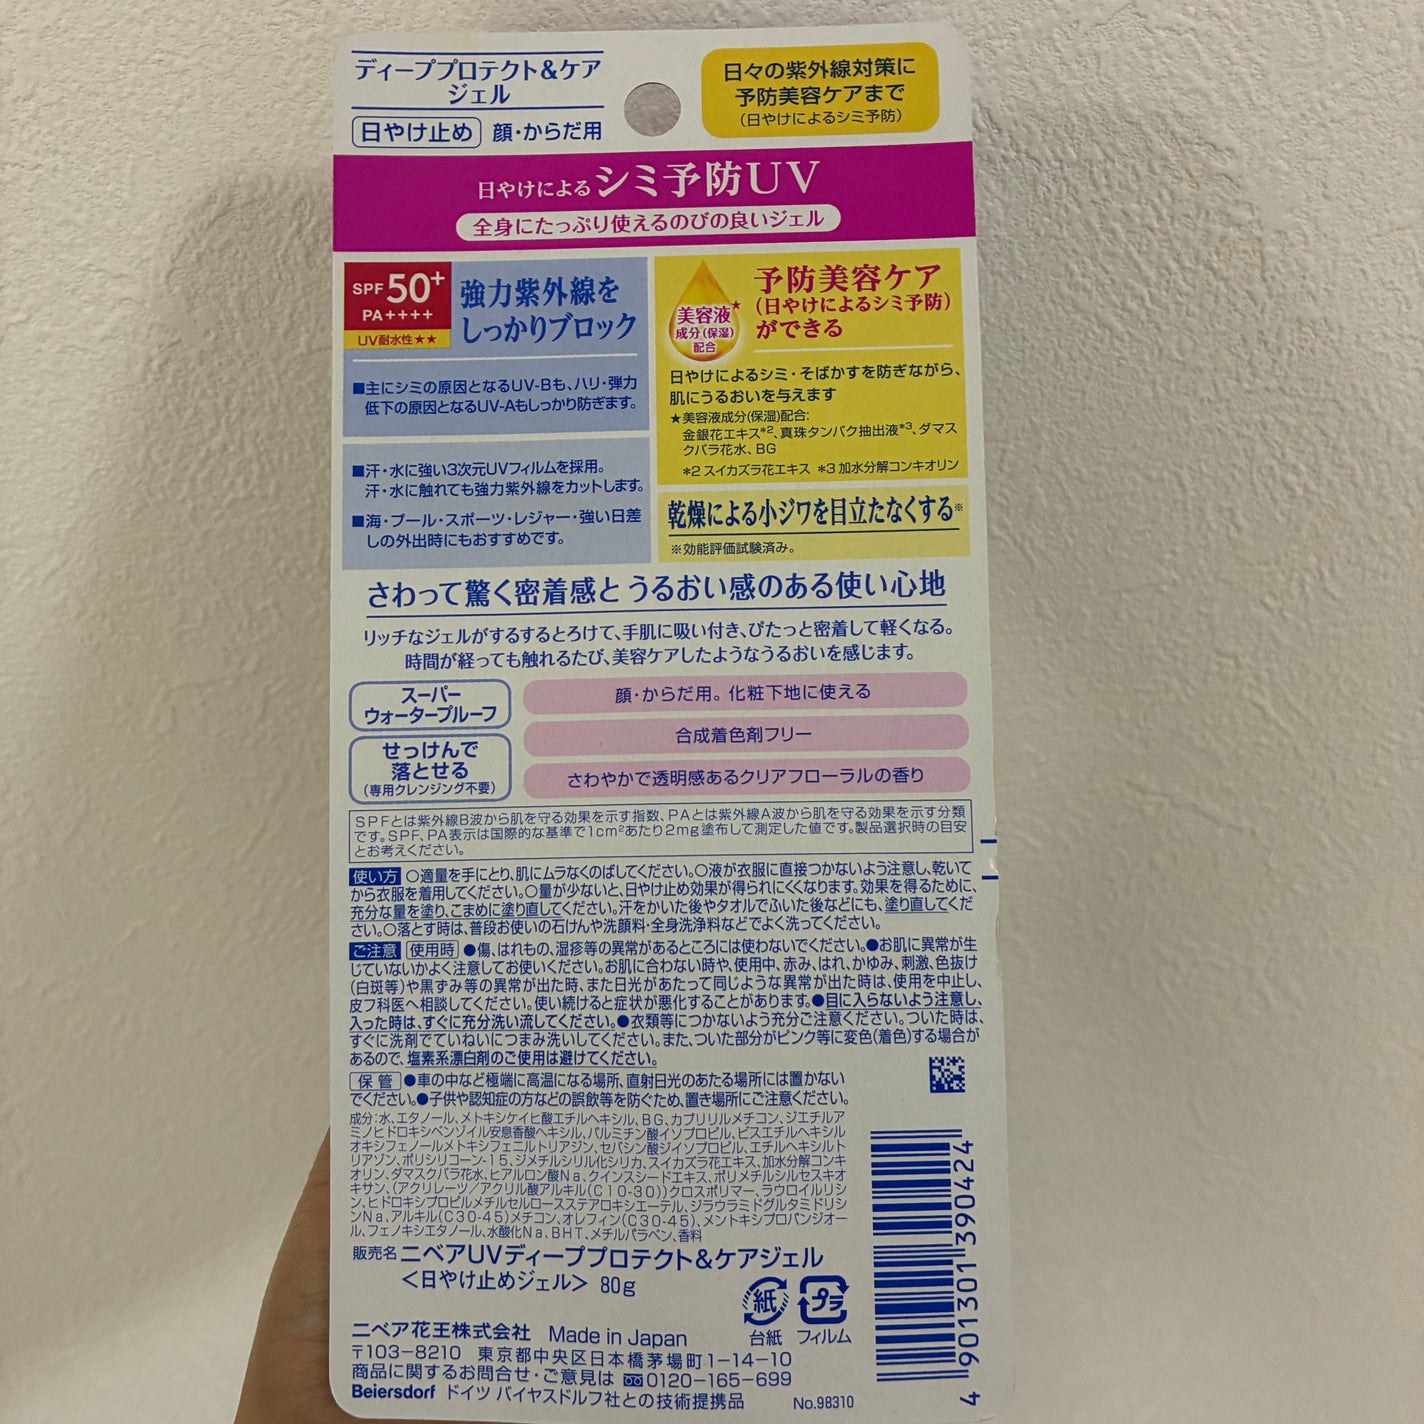 ディーププロテクト&ケア
ジェル
日やけ止め 顔・からだ用
日々の紫外線対策に
予防美容ケアまで
(日やけによるシミ予防)
日やけによるシミ予防UV
全身にたっぷり使えるのびの良いジェル
SPF50+
PA++++
UV耐水性★★
強力紫外線を
しっかりブロック
■主にシミの原因となるUV-Bも、ハリ・弾力
低下の原因となるUV-Aもしっかり防ぎます。
■汗・水に強い3次元UVフィルムを採用。
汗・水に触れても強力紫外線をカットします。
■海・プール・スポーツ・レジャー・強い日差
しの外出時にもおすすめです。
美容液★
成分(保湿)
配合
予防美容ケア
(日やけによるシミ予防)
ができる
日やけによるシミ・そばかすを防ぎながら、
肌にうるおいを与えます
★美容液成分(保湿)配合:
金銀花エキス*2、真珠タンパク抽出液*3、ダマス
クバラ花水、BG
*2 スイカズラ花エキス *3 加水分解コンキオリン
乾燥による小ジワを目立たなくする※
※効能評価試験済み。
さわって驚く密着感と うるおい感のある使い心地
リッチなジェルがするするとろけて、手肌に吸い付き、ぴたっと密着して軽くなる。
時間が経っても触れるたび、美容ケアしたようなうるおいを感じます。
スーパー
ウォータープルーフ
せっけんで
落とせる
(専用クレンジング不要)
顔・からだ用。化粧下地に使える
合成着色剤フリー
さわやかで透明感あるクリアフローラルの香り
SPFとは紫外線B波から肌を守る効果を示す指数、PAとは紫外線A波から肌を守る効果を示す分類
です。SPF、PA表示は国際的な基準で1cm²あたり2mg塗布して測定した値です。製品選択時の目安
とお考えください。
使い方 ○適量を手にとり、肌にムラなくのばしてください。○液が衣服に直接つかないよう注意し、乾いて
から衣服を着用してください。○量が少ないと、日やけ止め効果が得られにくくなります。効果を得るために、
充分な量を塗り、こまめに塗り直してください。汗をかいた後やタオルでふいた後などにも、塗り直してくだ
さい。○落とす時は、普段お使いの石けんや洗顔料・全身洗浄料などでよく洗ってください。
ご注意 使用時 ●傷、はれもの、湿疹等の異常があるところには使わないでください。●お肌に異常が生
じていないかよく注意してお使いください。お肌に合わない時や、使用中、赤み、はれ、かゆみ、刺激、色抜け
(白斑等)や黒ずみ等の異常が出た時、また日光があたって同じような異常が出た時は、使用を中止し、
皮フ科医へ相談してください。使い続けると症状が悪化することがあります。●目に入らないよう注意し、
入った時は、すぐに充分洗い流してください。●衣類等につかないよう充分ご注意ください。ついた時は、
すぐに洗剤でていねいにつまみ洗いしてください。また、ついた部分がピンク等に変色(着色)する場合が
あるので、塩素系漂白剤のご使用は避けてください。
保管 ●車の中など極端に高温になる場所、直射日光のあたる場所には置かない
でください。●子供や認知症の方などの誤飲等を防ぐため、置き場所にご注意ください。
成分:水、エタノール、メトキシケイヒ酸エチルヘキシル、BG、カプリリルメチコン、ジエチルア
ミノヒドロキシベンゾイル安息香酸ヘキシル、パルミチン酸イソプロピル、ビスエチルヘキシル
オキシフェノールメトキシフェニルトリアジン、セバシン酸ジイソプロピル、エチルヘキシルト
リアゾン、ポリシリコーン-15、ジメチルシリル化シリカ、スイカズラ花エキス、加水分解コンキ
オリン、ダマスクバラ花水、ヒアルロン酸Na、クインスシードエキス、ポリメチルシルセスキオ
キサン、(アクリレーツ/アクリル酸アルキル(C10-30))クロスポリマー、ラウロイルリシ
ン、ヒドロキシプロピルメチルセルロースステアロキシエーテル、ジラウラミドグルタミドリシ
ンNa、アルキル(C30-45)メチコン、オレフィン(C30-45)、メントキシプロパンジオー
ル、フェノキシエタノール、水酸化Na、BHT、メチルパラベン、香料
販売名 ニベアUVディーププロテクト&ケアジェル
<日やけ止めジェル> 80g
紙
台紙
プラ
フィルム
ニベア花王株式会社 Made in Japan
〒103-8210 東京都中央区日本橋茅場町1-14-10
商品に関するお問合せ・ご意見は 0120-165-699
Beiersdorf ドイツ バイヤスドルフ社との技術提携品
No.98310
4 901301 390424